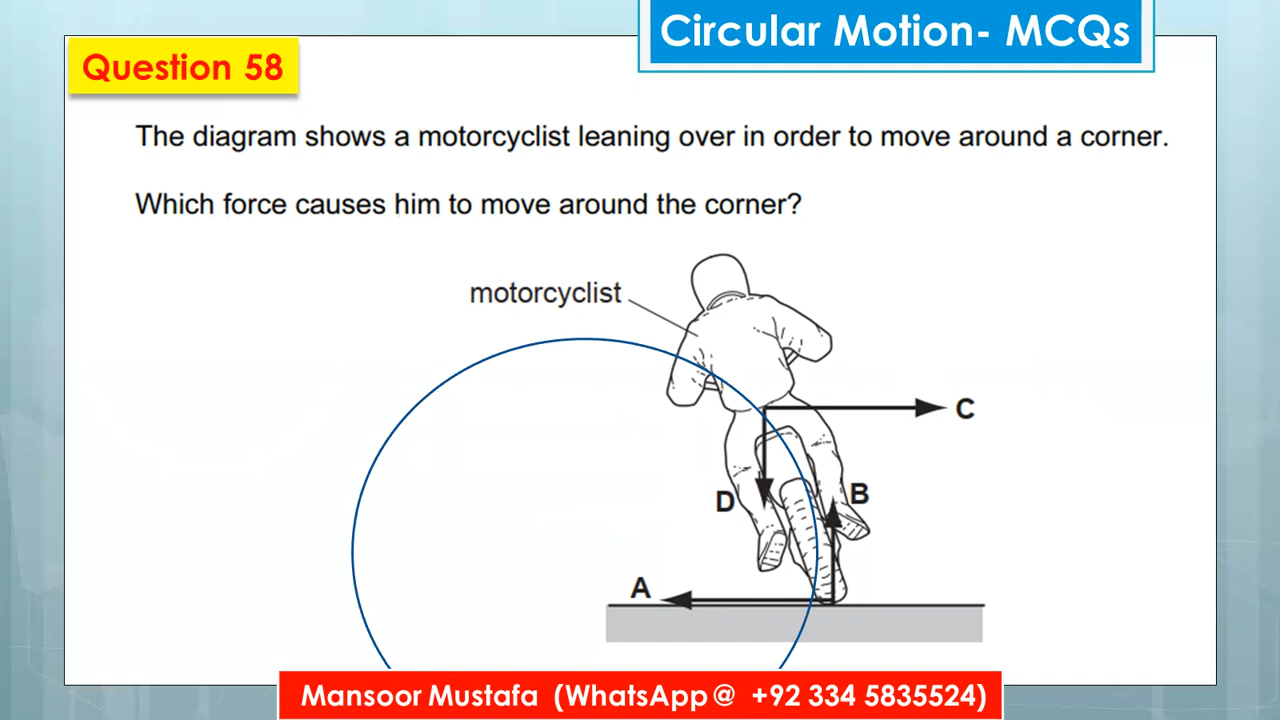 Circular Motion- MCQs
Question 58
The diagram shows a motorcyclist leaning over in order to move around a corner.
Which force causes him to move around the corner?
motorcyclist
C
D
B
A
Mansoor Mustafa (WhatsApp@ +92 334 5835524)